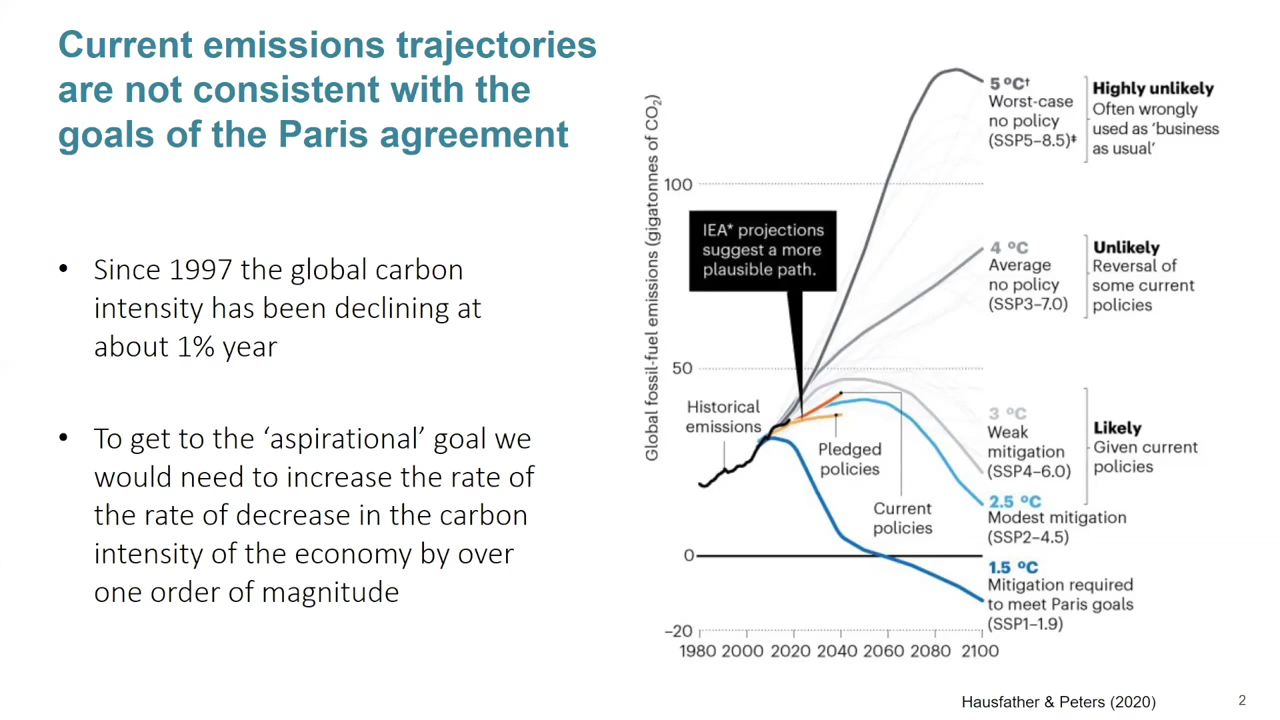 Current emissions trajectories
are not consistent with the
goals of the Paris agreement
• Since 1997 the global carbon
intensity has been declining at
about 1% year
• To get to the ‘aspirational’ goal we
would need to increase the rate of
the rate of decrease in the carbon
intensity of the economy by over
one order of magnitude
Global fossil-fuel emissions (gigatonnes of CO₂)
100
50
0
–20
1980 2000 2020 2040 2060 2080 2100
IEA* projections
suggest a more
plausible path.
Historical
emissions
Pledged
policies
Current
policies
5 ºC†
Worst-case
no policy
(SSP5–8.5)‡
Highly unlikely
Often wrongly
used as ‘business
as usual’
4 ºC
Average
no policy
(SSP3–7.0)
Unlikely
Reversal of
some current
policies
3 ºC
Weak
mitigation
(SSP4–6.0)
Likely
Given current
policies
2.5 ºC
Modest mitigation
(SSP2–4.5)
1.5 ºC
Mitigation required
to meet Paris goals
(SSP1–1.9)
Hausfather & Peters (2020)
2